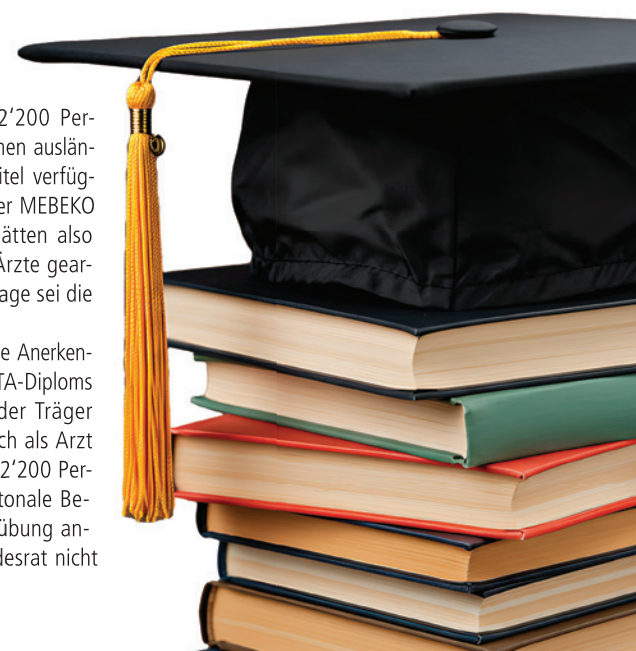 2‘200 Per-
nen auslän-
itel verfüg-
er MEBEKO
ätten also
Ärzte gear-
age sei die
e Anerken-
TA-Diploms
der Träger
ch als Arzt
2‘200 Per-
tonale Be-
übung an-
desrat nicht